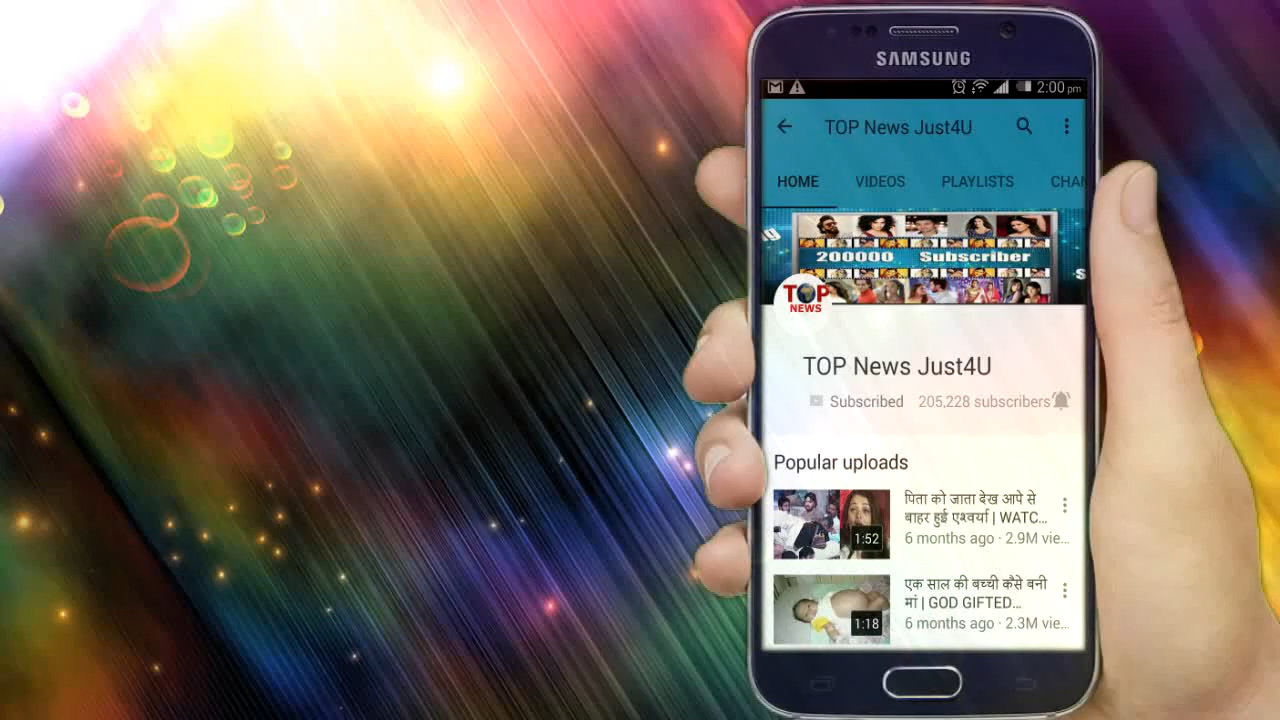 SAMSUNG
2:00 pm
TOP News Just4U
HOME VIDEOS PLAYLISTS CHAN
200000 Subscriber
TOP
NEWS
TOP News Just4U
Subscribed 205,228 subscribers
Popular uploads
पिता को जाता देख आपे से
बाहर हुई एश्वर्या | WATC...
6 months ago · 2.9M vie...
1:52
एक साल की बच्ची कैसे बनी
मां | GOD GIFTED...
6 months ago · 2.3M vie...
1:18